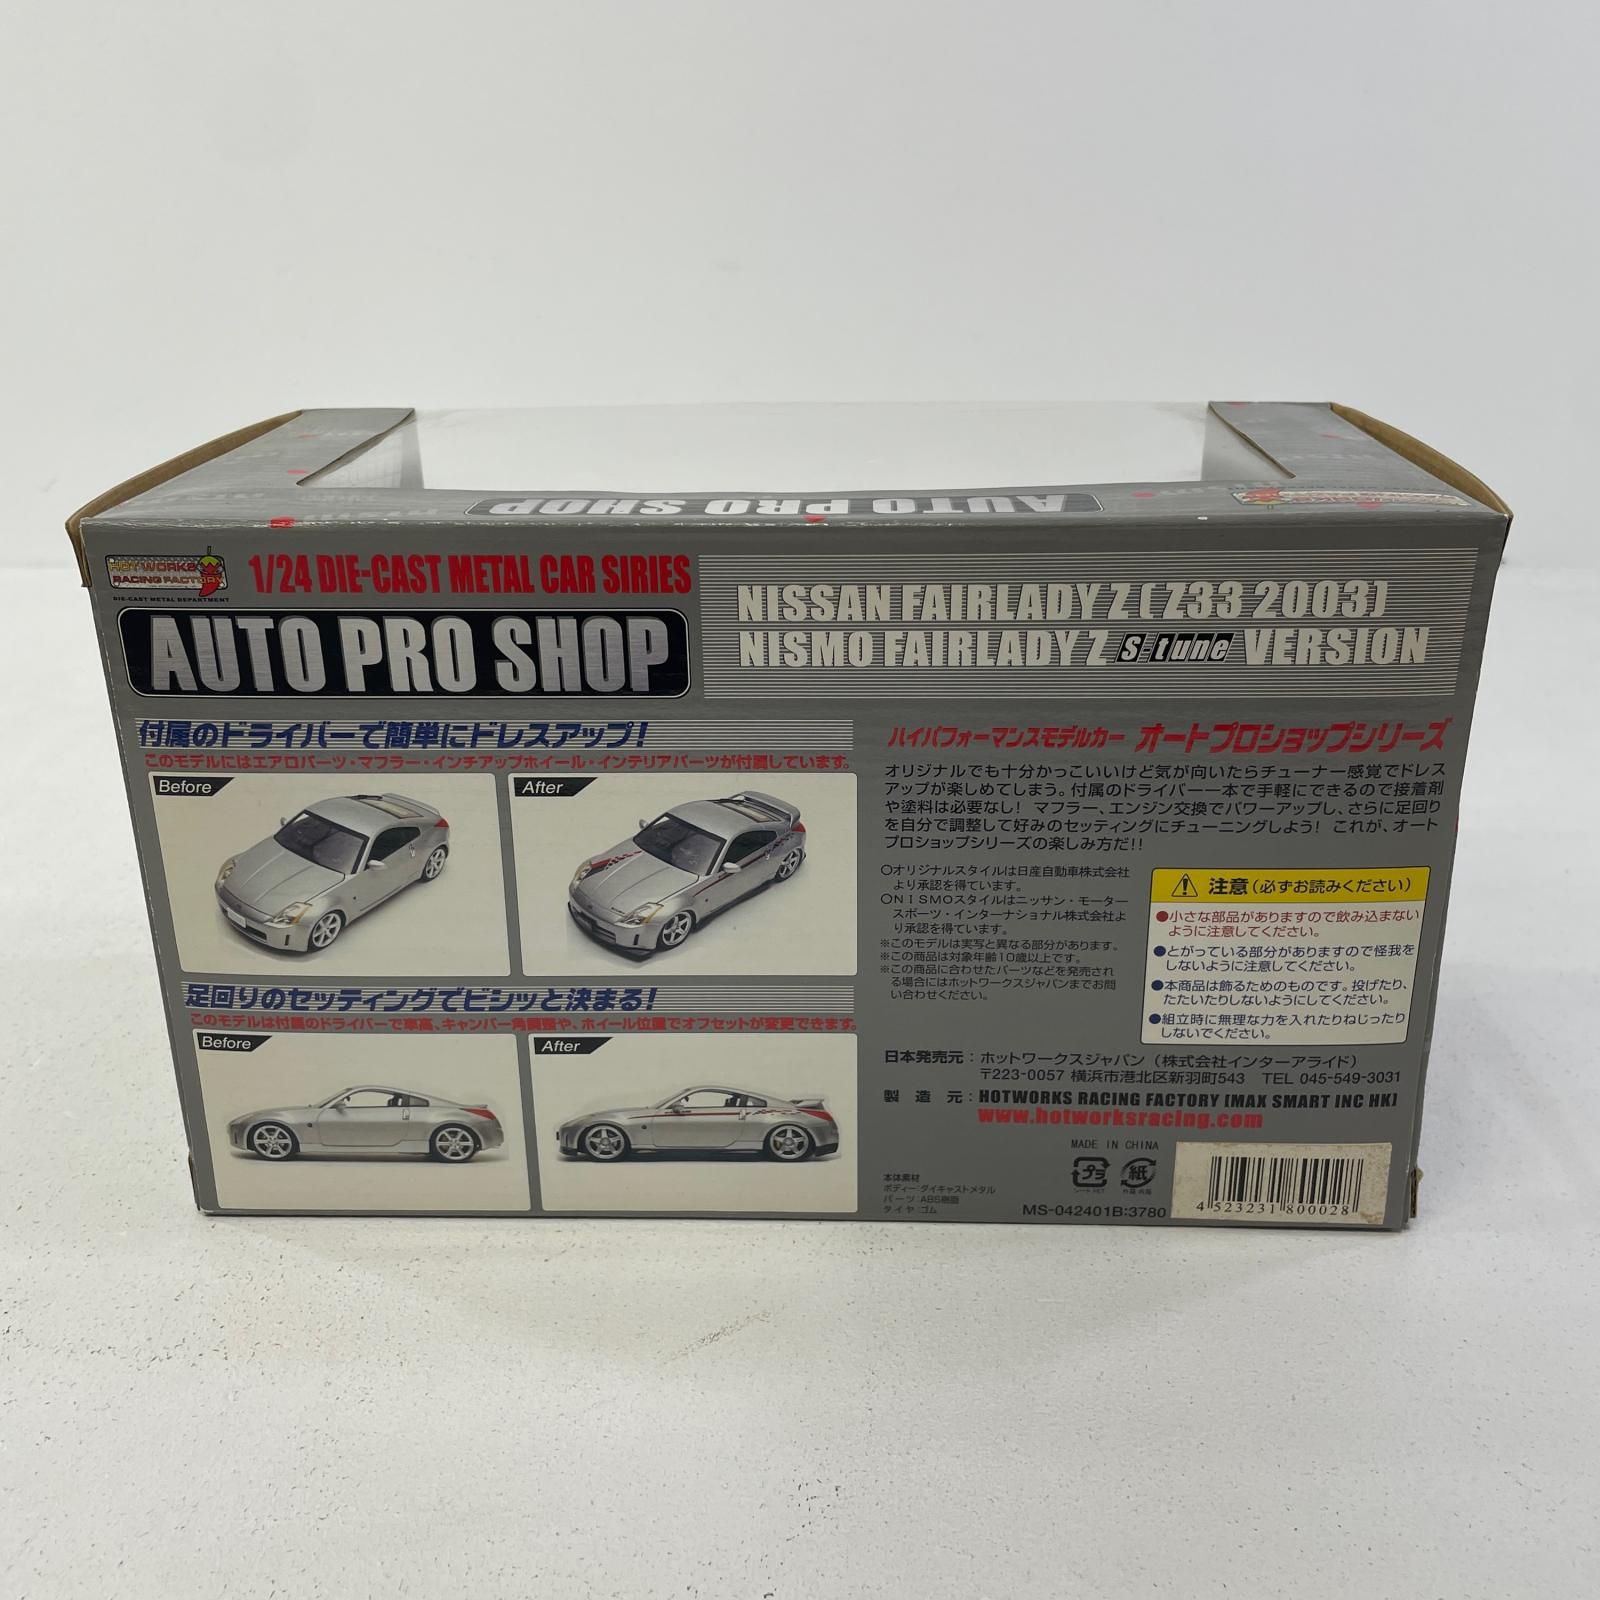 AUTO PRO SHOP
HOT WORKS
RACING FACTORY
DIE-CAST METAL DEPARTMENT
1/24 DIE-CAST METAL CAR SIRIES
AUTO PRO SHOP
NISSAN FAIRLADY Z (Z33 2003)
NISMO FAIRLADY Z S tune VERSION
付属のドライバーで簡単にドレスアップ!
このモデルにはエアロパーツ・マフラー・インチアップホイール・インテリアパーツが付属しています。
Before
After
足回りのセッティングでビシッと決まる!
このモデルは付属のドライバーで車高、キャンバー角調整や、ホイール位置でオフセットが変更できます。
Before
After
ハイパフォーマンスモデルカー オートプロショップシリーズ
オリジナルでも十分かっこいいけど気が向いたらチューナー感覚でドレス
アップが楽しめてしまう。付属のドライバー一本で手軽にできるので接着剤
や塗料は必要なし! マフラー、エンジン交換でパワーアップし、さらに足回り
を自分で調整して好みのセッティングにチューニングしよう! これが、オート
プロショップシリーズの楽しみ方だ!!
○オリジナルスタイルは日産自動車株式会社
より承認を得ています。
○NISMOスタイルはニッサン・モーター
スポーツ・インターナショナル株式会社よ
り承認を得ています。
※このモデルは実写と異なる部分があります。
※この商品は対象年齢10歳以上です。
※この商品に合わせたパーツなどを発売され
る場合にはホットワークスジャパンまでお問
い合わせください。
注意(必ずお読みください)
●小さな部品がありますので飲み込まない
ように注意してください。
●とがっている部分がありますので怪我を
しないように注意してください。
●本商品は飾るためのものです。投げたり、
たたいたりしないようにしてください。
●組立時に無理な力を入れたりねじったり
しないでください。
日本発売元:ホットワークスジャパン(株式会社インターアライド)
〒223-0057 横浜市港北区新羽町543 TEL 045-549-3031
製造元:HOTWORKS RACING FACTORY (MAX SMART INC HK)
www.hotworksracing.com
MADE IN CHINA
プラ
紙
本体素材
ボディー:ダイキャストメタル
パーツ:ABS樹脂
タイヤ:ゴム
MS-042401B:3780
4 523231 800028